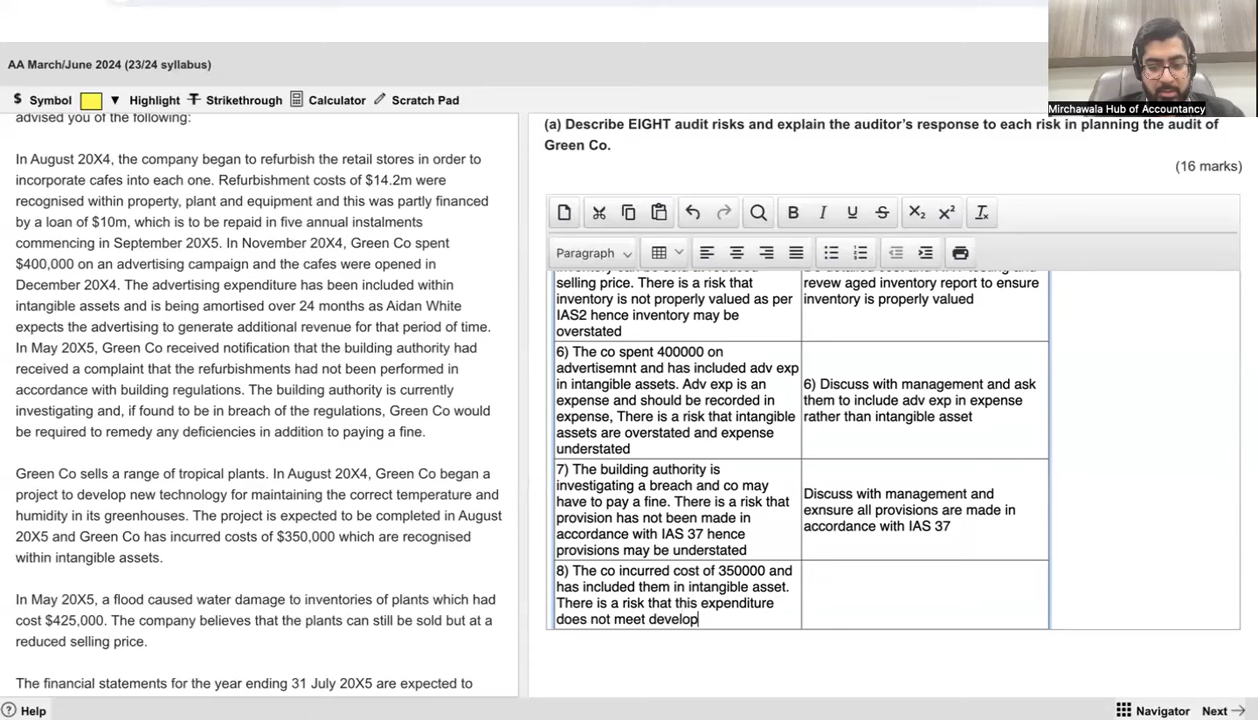 AA March/June 2024 (23/24 syllabus)
$ Symbol Highlight Strikethrough Calculator Scratch Pad
Mirchawala Hub of Accountancy
advised you of the following:
In August 20X4, the company began to refurbish the retail stores in order to
incorporate cafes into each one. Refurbishment costs of $14.2m were
recognised within property, plant and equipment and this was partly financed
by a loan of $10m, which is to be repaid in five annual instalments
commencing in September 20X5. In November 20X4, Green Co spent
$400,000 on an advertising campaign and the cafes were opened in
December 20X4. The advertising expenditure has been included within
intangible assets and is being amortised over 24 months as Aidan White
expects the advertising to generate additional revenue for that period of time.
In May 20X5, Green Co received notification that the building authority had
received a complaint that the refurbishments had not been performed in
accordance with building regulations. The building authority is currently
investigating and, if found to be in breach of the regulations, Green Co would
be required to remedy any deficiencies in addition to paying a fine.
Green Co sells a range of tropical plants. In August 20X4, Green Co began a
project to develop new technology for maintaining the correct temperature and
humidity in its greenhouses. The project is expected to be completed in August
20X5 and Green Co has incurred costs of $350,000 which are recognised
within intangible assets.
In May 20X5, a flood caused water damage to inventories of plants which had
cost $425,000. The company believes that the plants can still be sold but at a
reduced selling price.
The financial statements for the year ending 31 July 20X5 are expected to
(a) Describe EIGHT audit risks and explain the auditor's response to each risk in planning the audit of
Green Co.
(16 marks)
B I U S X₂ X² Tx
Paragraph
selling price. There is a risk that
inventory is not properly valued as per
IAS2 hence inventory may be
overstated
revew aged inventory report to ensure
inventory is properly valued
6) The co spent 400000 on
advertisemnt and has included adv exp
in intangible assets. Adv exp is an
expense and should be recorded in
expense, There is a risk that intangible
assets are overstated and expense
understated
6) Discuss with management and ask
them to include adv exp in expense
rather than intangible asset
7) The building authority is
investigating a breach and co may
have to pay a fine. There is a risk that
provision has not been made in
accordance with IAS 37 hence
provisions may be understated
Discuss with management and
exnsure all provisions are made in
accordance with IAS 37
8) The co incurred cost of 350000 and
has included them in intangible asset.
There is a risk that this expenditure
does not meet develop
Help
Navigator Next